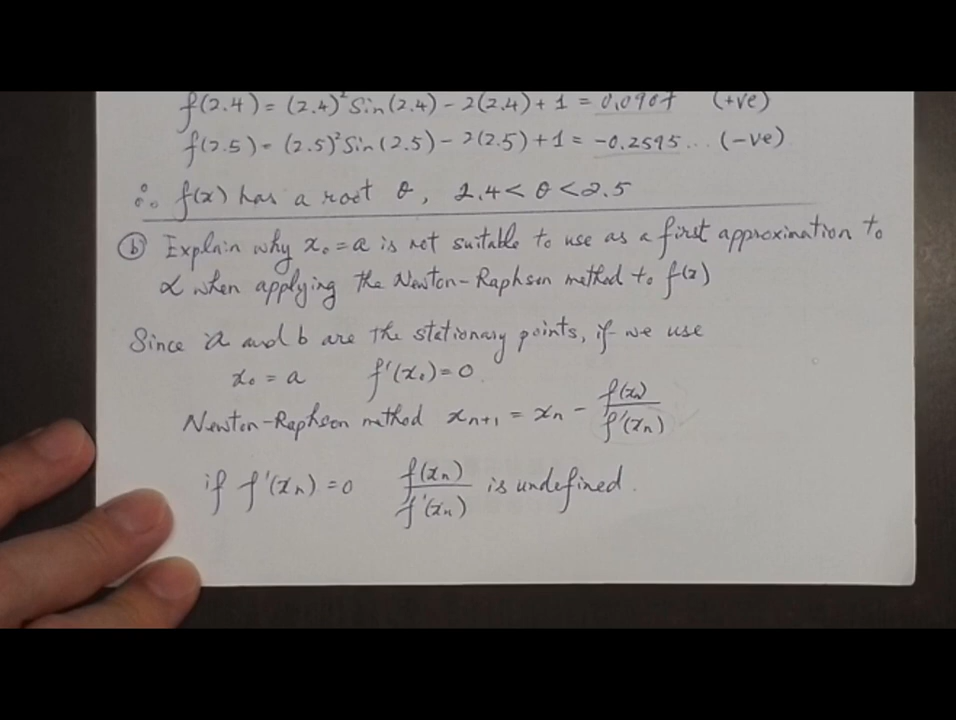 f(2.4) = (2.4)² Sin(2.4) - 2(2.4) + 1 = (+ve)
f(2.5) = (2.5)² Sin(2.5) - 2(2.5) + 1 = -0.2595... (-ve)
∴ f(x) has a root θ, 2.4 < θ < 2.5
ⓑ Explain why x₀ = a is not suitable to use as a first approximation to
α when applying the Newton-Raphson method to f(x)
Since a and b are the stationary points, if we use
x₀ = a f'(x₀) = 0
Newton-Raphson method xₙ₊₁ = xₙ - f(xₙ)/f'(xₙ)
if f'(xₙ) = 0 f(xₙ)/f'(xₙ) is undefined.